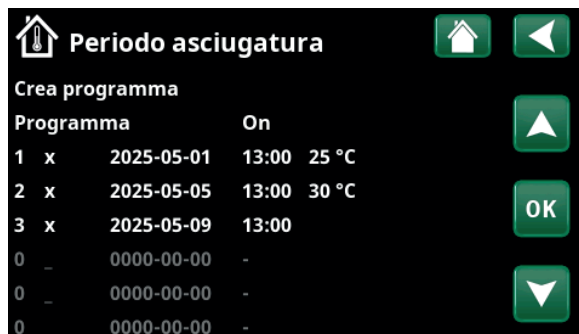 Periodo asciugatura
Crea programma
Programma On
1 x 2025-05-01 13:00 25 °C
2 x 2025-05-05 13:00 30 °C
3 x 2025-05-09 13:00
0 _ 0000-00-00 -
0 _ 0000-00-00 -
0 0000-00-00
OK